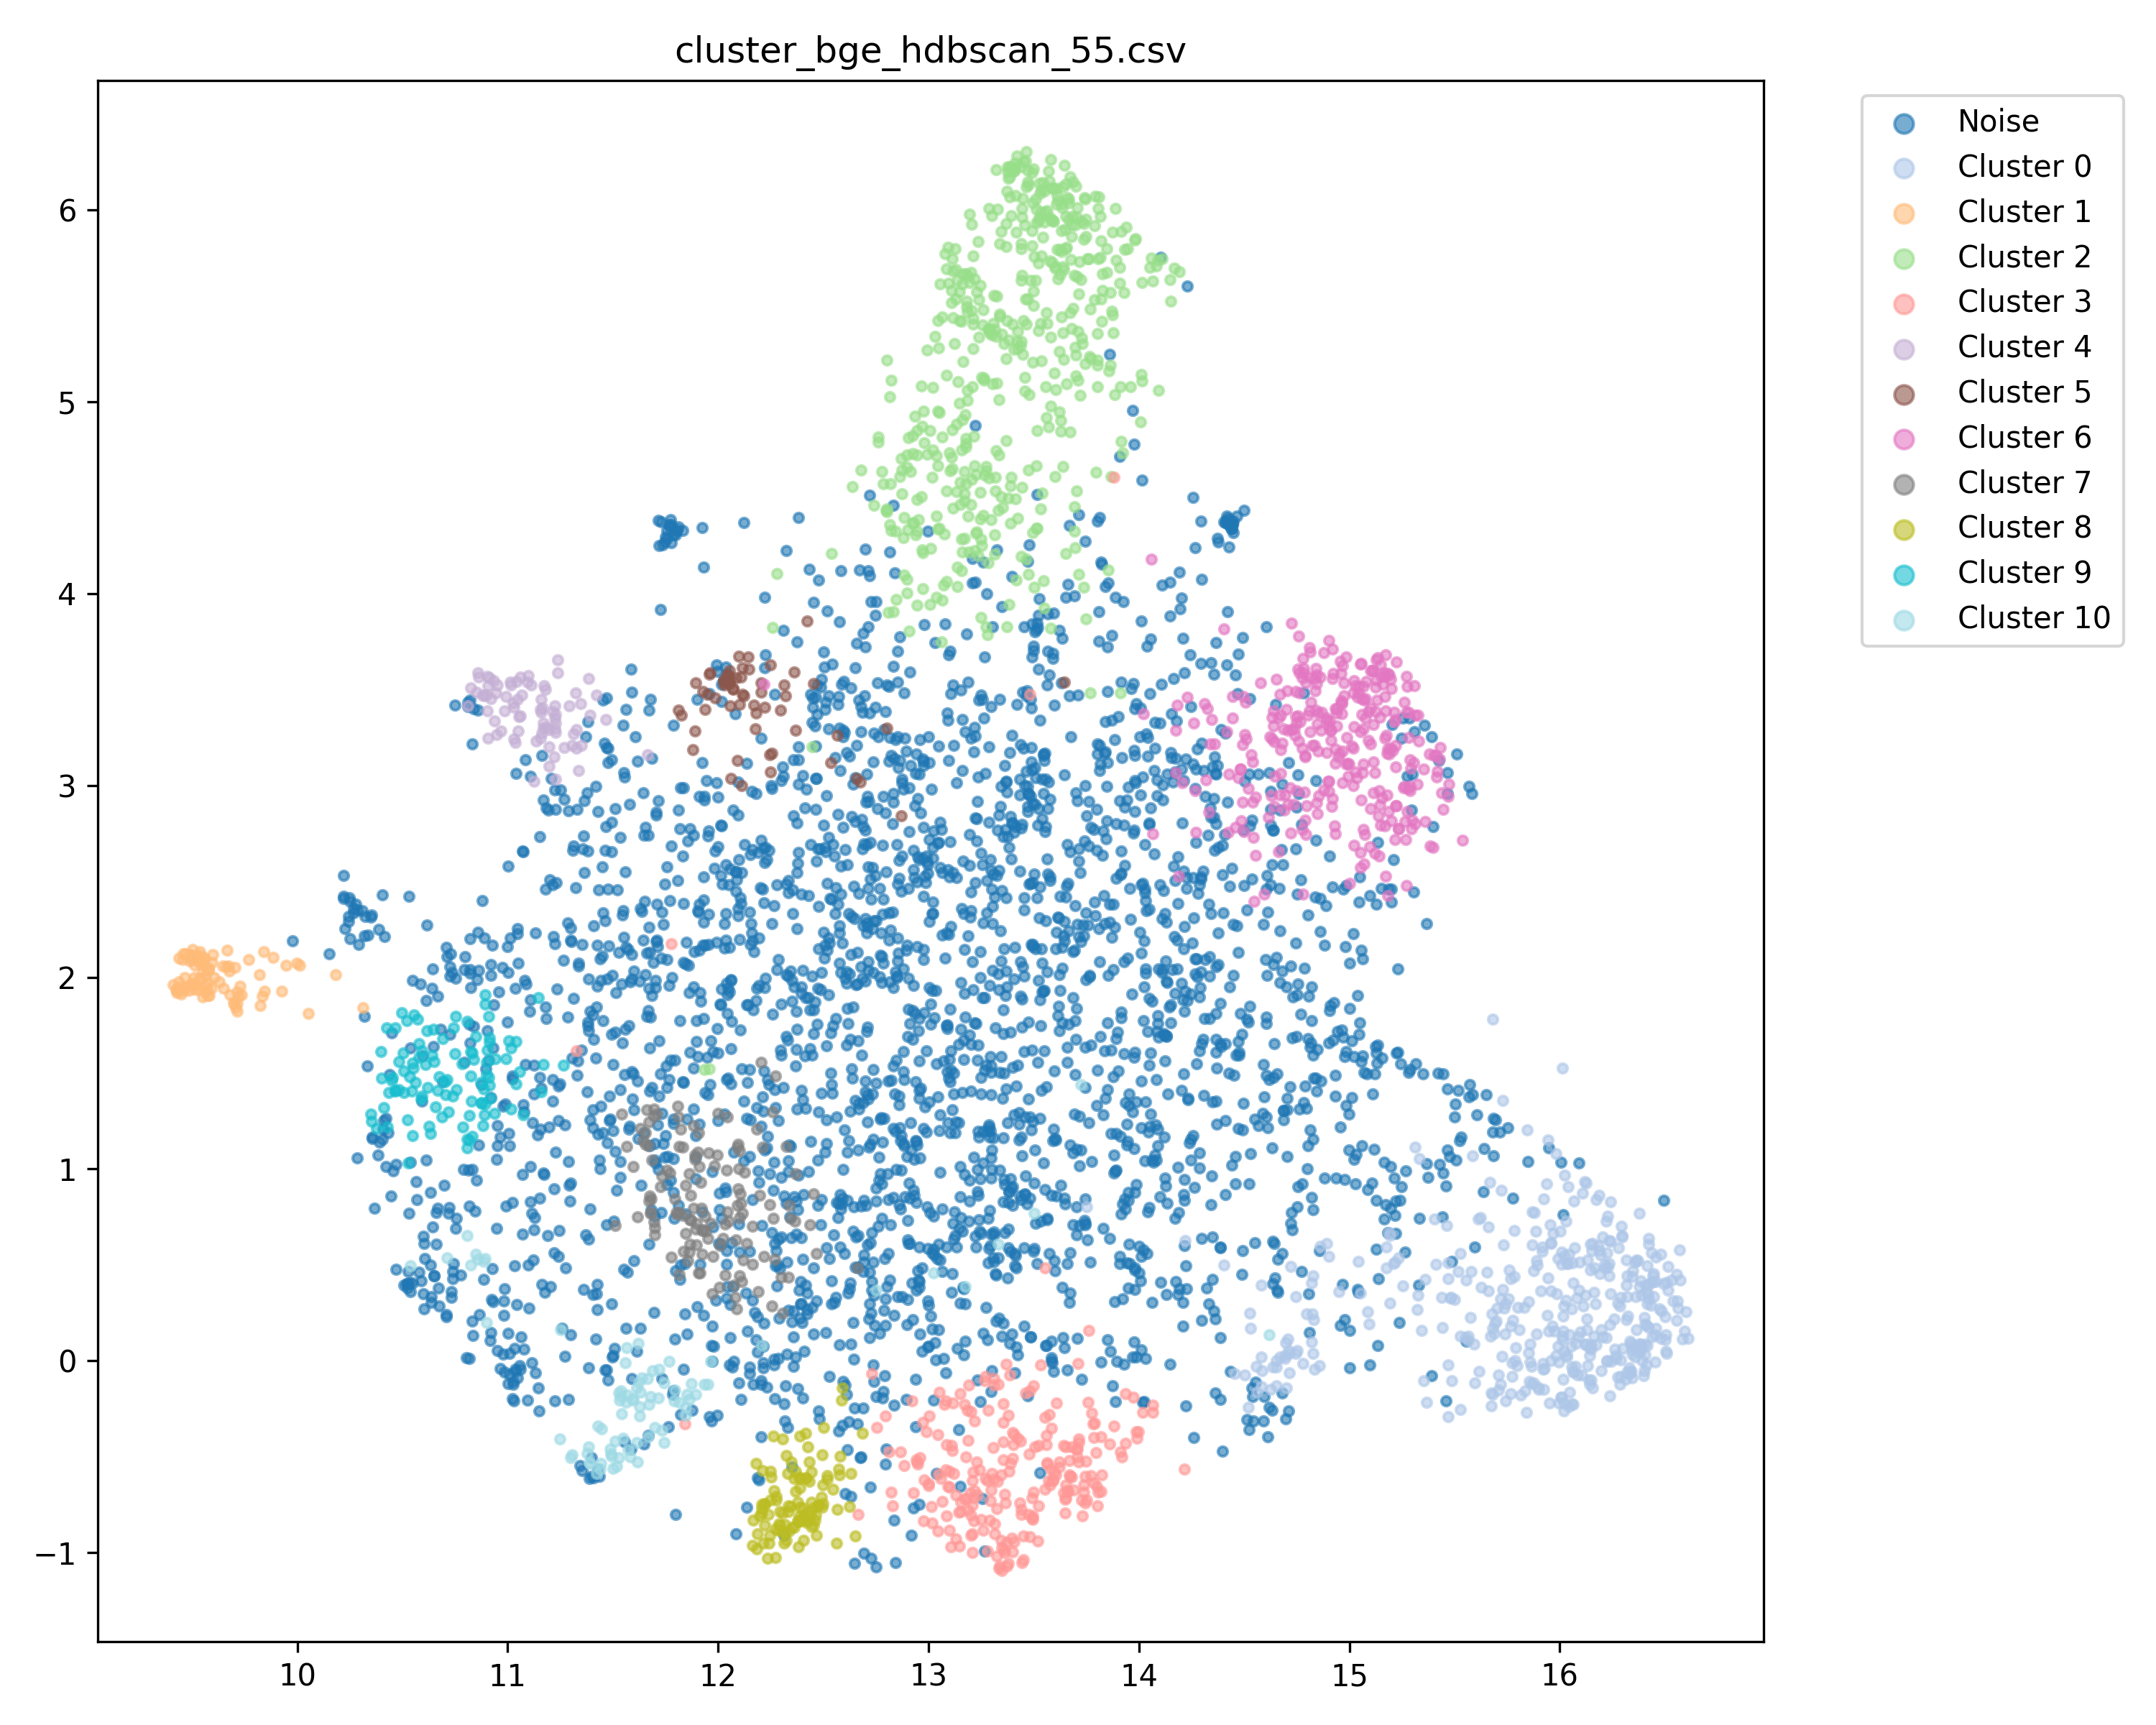 cluster_bge_hdbscan_55.csv
6
5
4
3
2
1
0
−1
10 11 12 13 14 15 16
Noise
Cluster 0
Cluster 1
Cluster 2
Cluster 3
Cluster 4
Cluster 5
Cluster 6
Cluster 7
Cluster 8
Cluster 9
Cluster 10